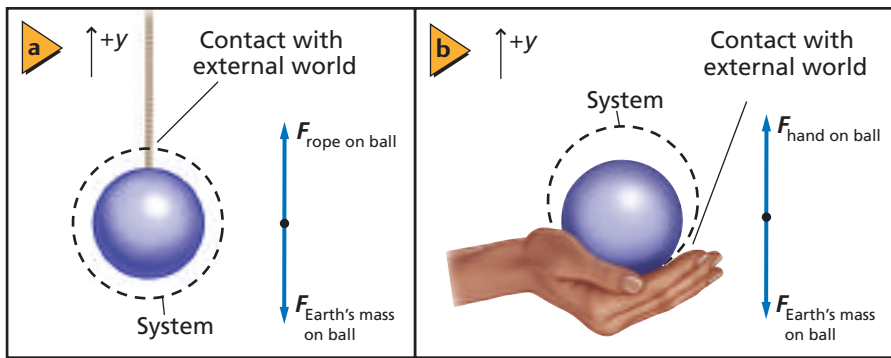 a
+y
Contact with
external world
F rope on ball
System
F Earth's mass
on ball
b
+y
Contact with
external world
System
F hand on ball
F Earth's mass
on ball